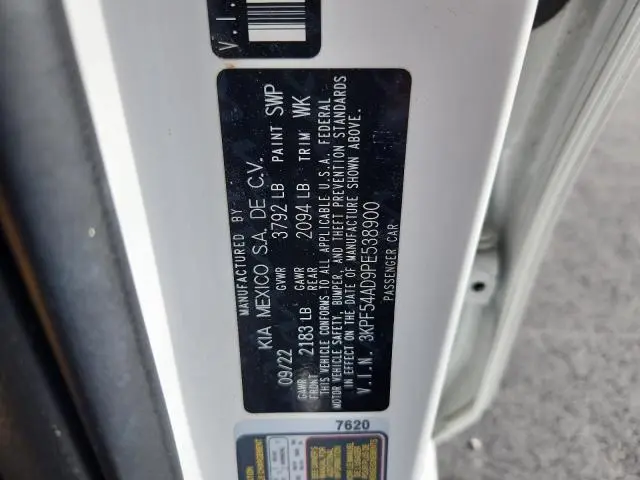 V.I.
MANUFACTURED BY
KIA MEXICO S.A. DE C.V.
09/22 GVWR 3792 LB PAINT SWP
GAWR FRONT 2183 LB GAWR REAR 2094 LB TRIM WK
THIS VEHICLE CONFORMS TO ALL APPLICABLE U.S.A. FEDERAL
MOTOR VEHICLE SAFETY, BUMPER, AND THEFT PREVENTION STANDARDS
IN EFFECT ON THE DATE OF MANUFACTURE SHOWN ABOVE.
V.I.N. 3KPF54AD9PE538900
PASSENGER CAR
7620